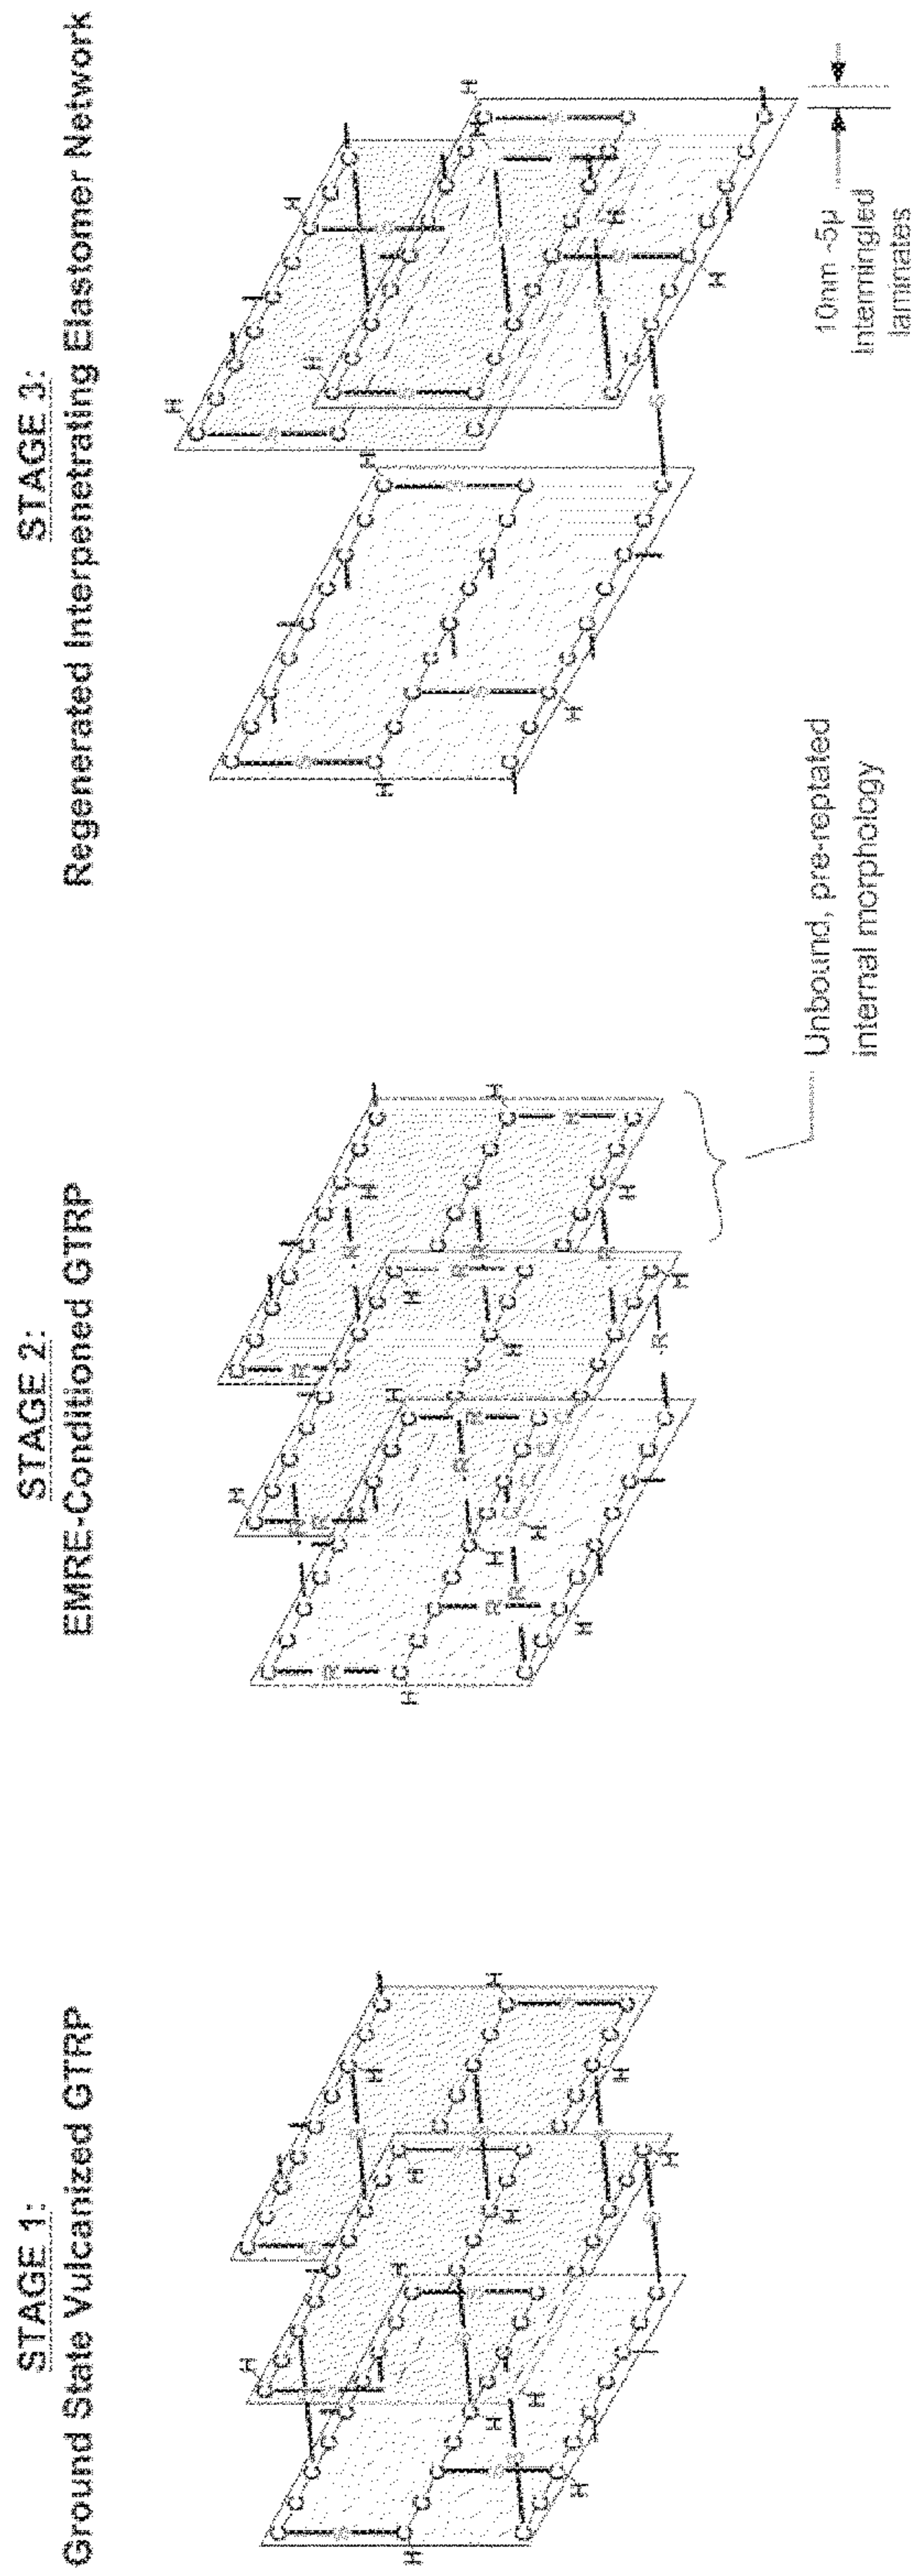 STAGE 1:
Ground State Vulcanized GTRP
STAGE 2:
EMRE-Conditioned GTRP
Unbound, pre-reptated
internal morphology
STAGE 3:
Regenerated Interpenetrating Elastomer Network
10nm -5µ
Intermingled
laminates